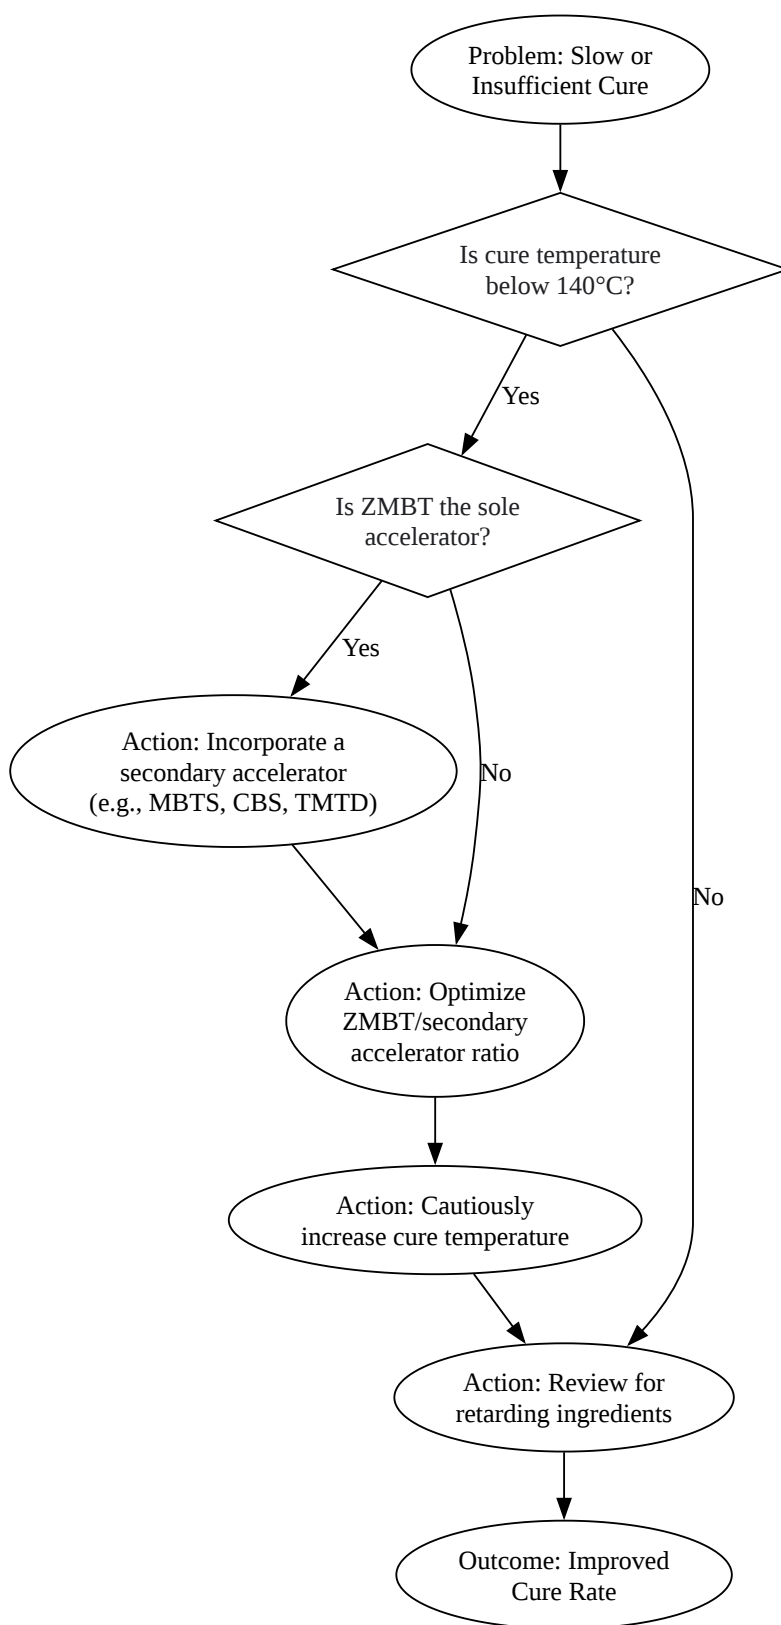 Problem: Slow or
Insufficient Cure
Is cure temperature
below 140°C?
Yes
Is ZMBT the sole
accelerator?
Yes
Action: Incorporate a
secondary accelerator
(e.g., MBTS, CBS, TMTD)
No
No
Action: Optimize
ZMBT/secondary
accelerator ratio
Action: Cautiously
increase cure temperature
Action: Review for
retarding ingredients
Outcome: Improved
Cure Rate